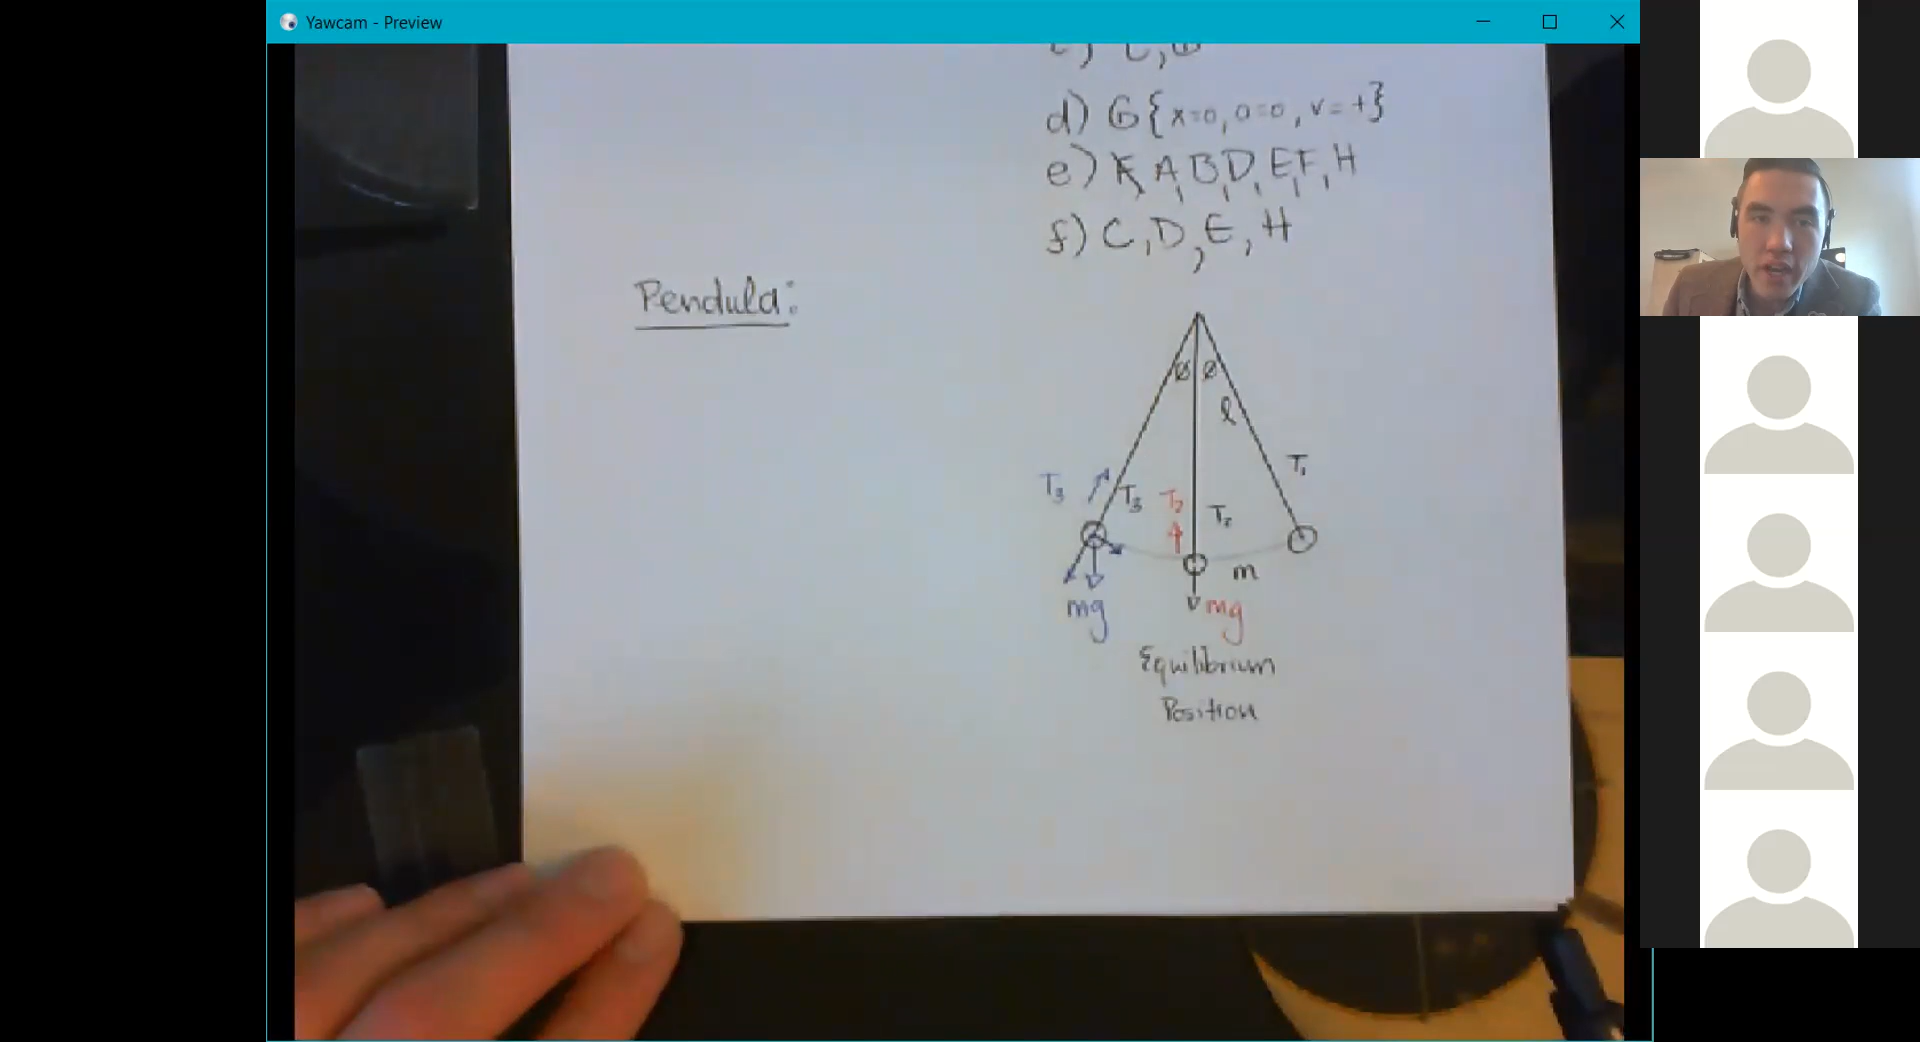 Yawcam - Preview
d) G{x=0, a=0, v=+}
e) A, B, D, E, F, H
f) C, D, E, H
Pendula:
ø ø
l
T₁
T₃
T₃
T₂
T₂
m
mg
mg
Equilibrium
Position